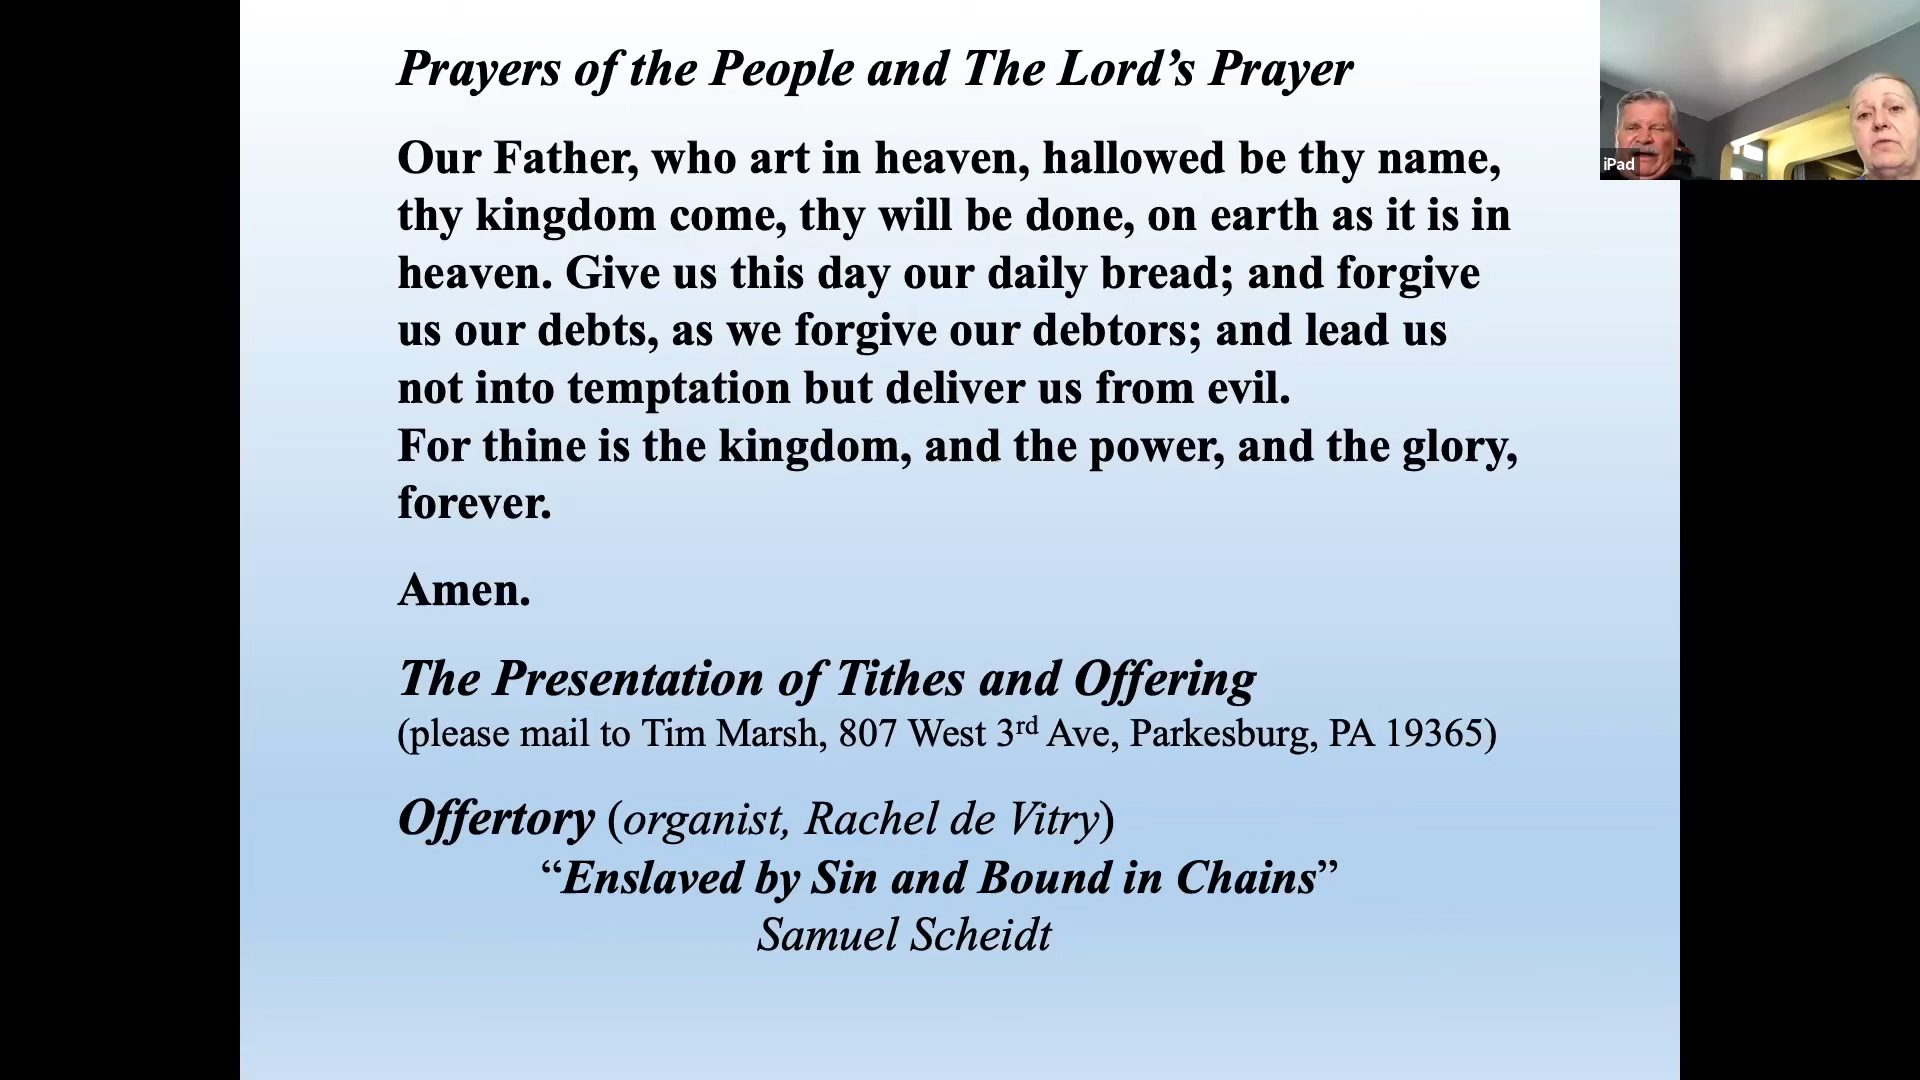 Prayers of the People and The Lord’s Prayer
Our Father, who art in heaven, hallowed be thy name,
thy kingdom come, thy will be done, on earth as it is in
heaven. Give us this day our daily bread; and forgive
us our debts, as we forgive our debtors; and lead us
not into temptation but deliver us from evil.
For thine is the kingdom, and the power, and the glory,
forever.
Amen.
The Presentation of Tithes and Offering
(please mail to Tim Marsh, 807 West 3rd Ave, Parkesburg, PA 19365)
Offertory (organist, Rachel de Vitry)
“Enslaved by Sin and Bound in Chains”
Samuel Scheidt
iPad